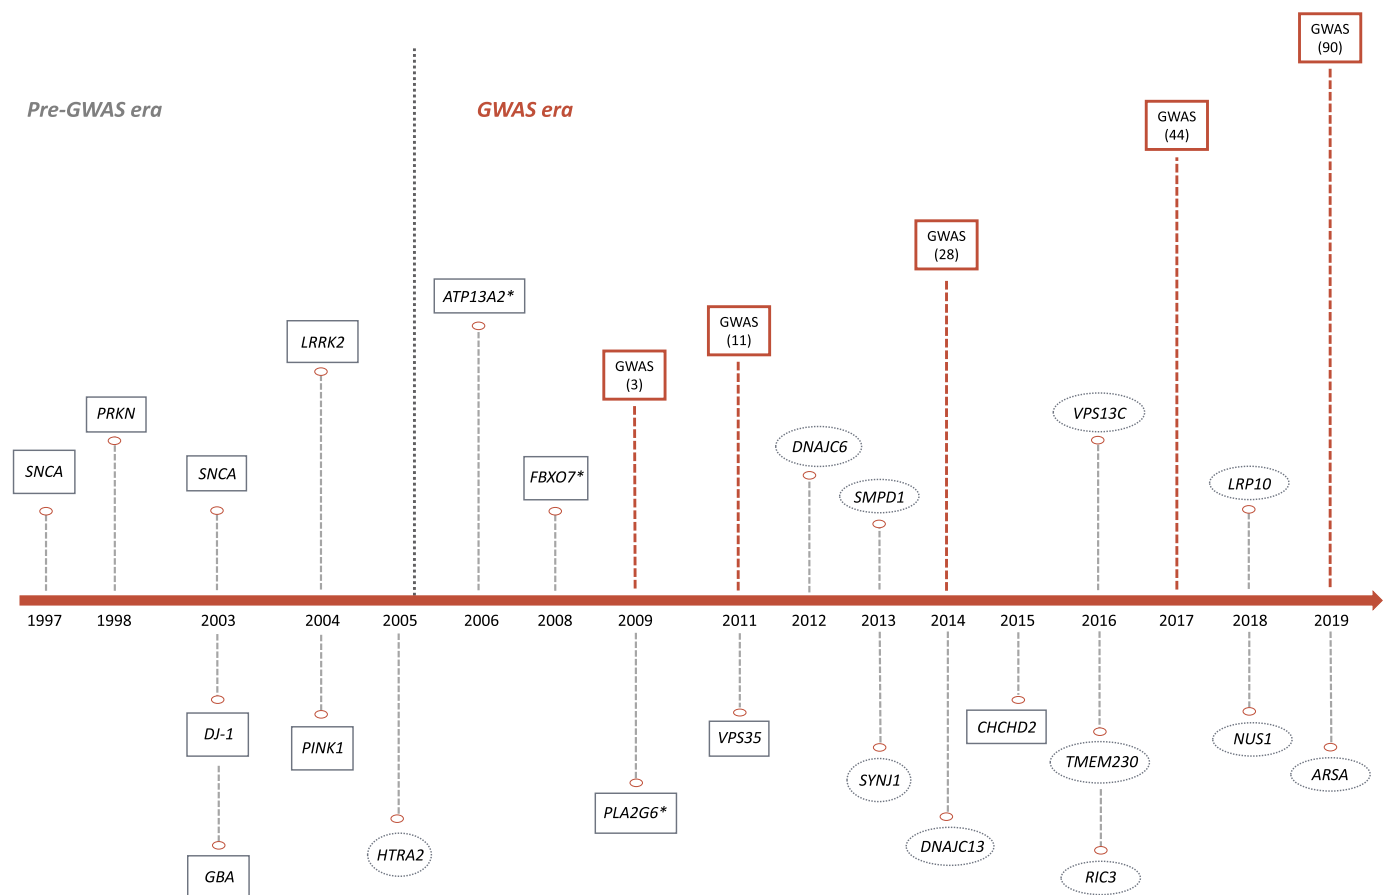 GWAS
(90)
Pre-GWAS era
GWAS era
GWAS
(44)
GWAS
(28)
ATP13A2*
LRRK2
GWAS
(11)
GWAS
(3)
PRKN
VPS13C
SNCA
SNCA
FBXO7*
DNAJC6
SMPD1
LRP10
1997
1998
2003
2004
2005
2006
2008
2009
2011
2012
2013
2014
2015
2016
2017
2018
2019
DJ-1
PINK1
VPS35
CHCHD2
NUS1
TMEM230
ARSA
SYNJ1
PLA2G6*
HTRA2
DNAJC13
GBA
RIC3